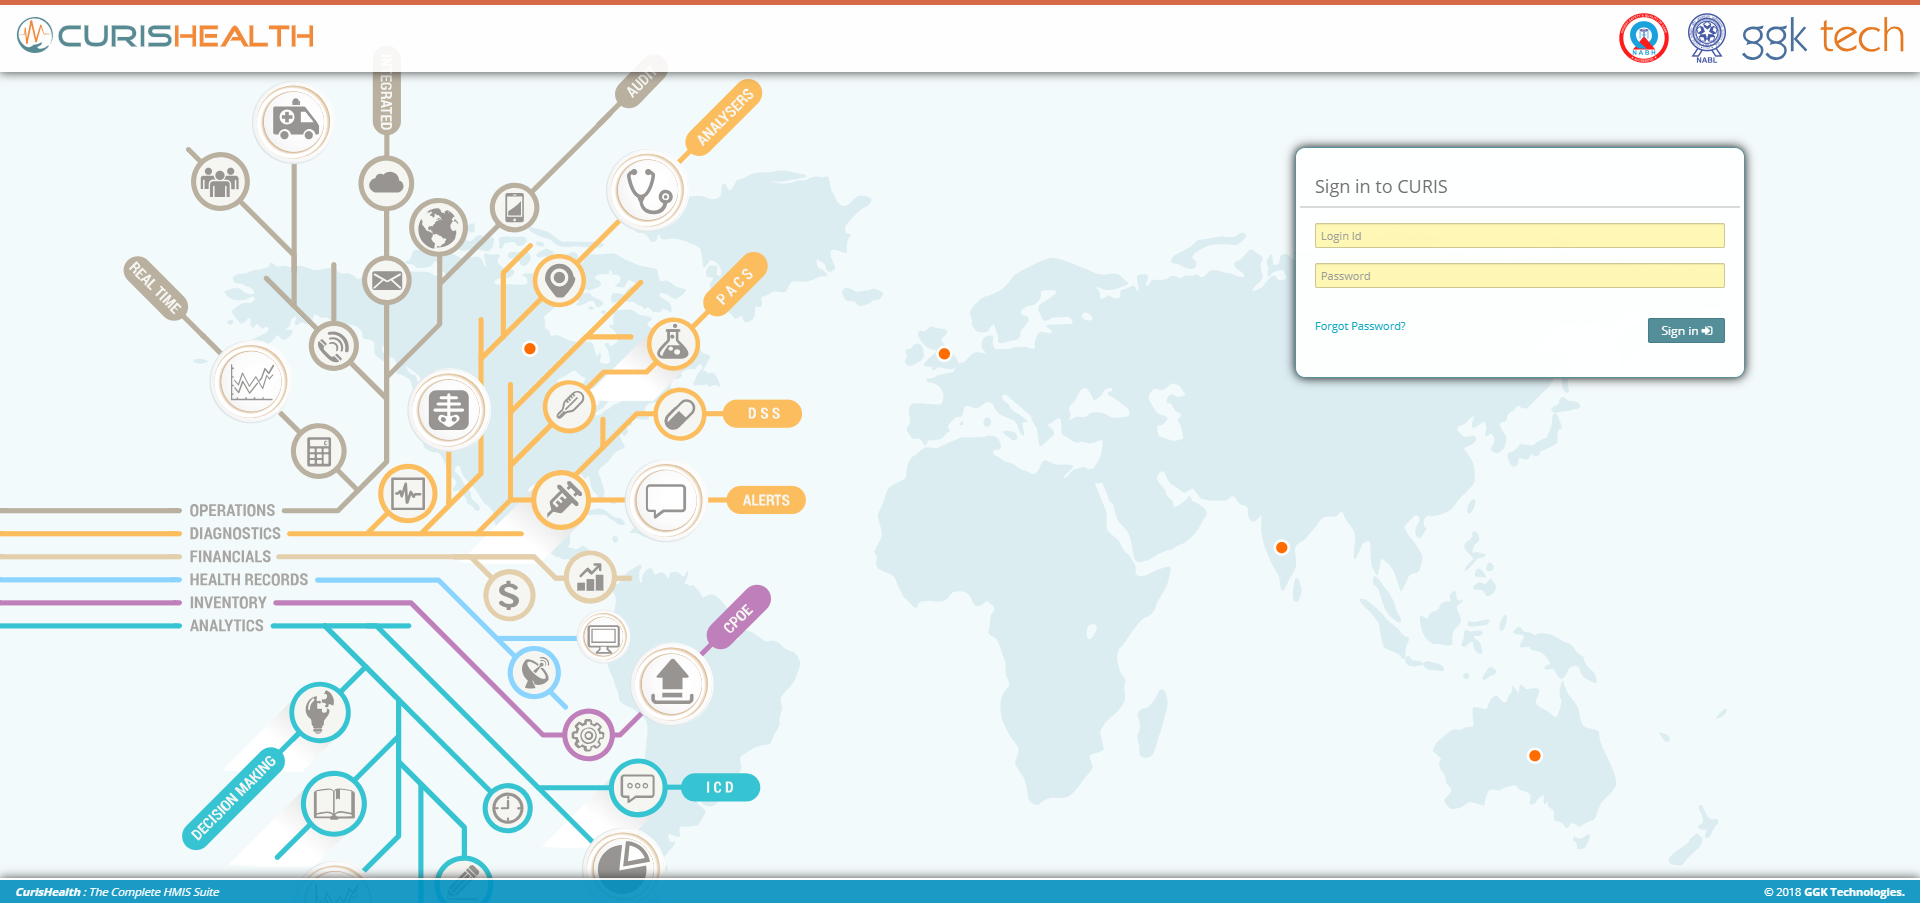 CURISHEALTH
NABH
NABL
ggk tech
INTEGRATED
AUDIT
ANALYSERS
Sign in to CURIS
Login Id
Password
Forgot Password?
Sign in
REAL TIME
PACS
DSS
ALERTS
OPERATIONS
DIAGNOSTICS
FINANCIALS
HEALTH RECORDS
INVENTORY
ANALYTICS
CPOE
DECISION MAKING
ICD
CurisHealth : The Complete HMIS Suite
© 2018 GGK Technologies.